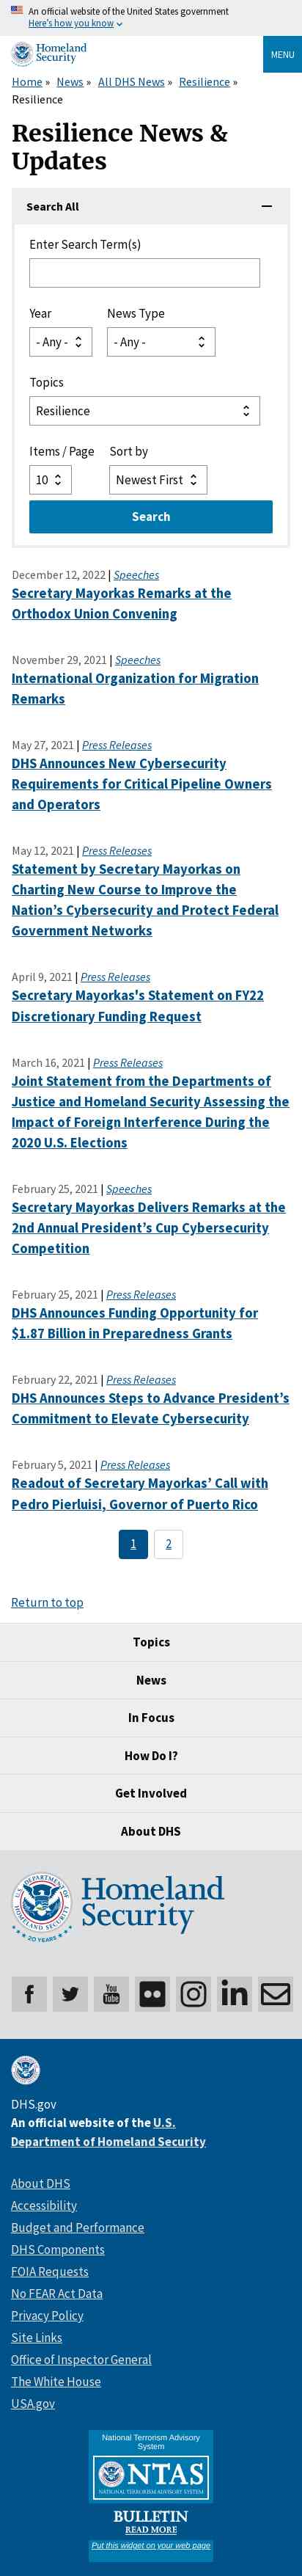 An official website of the United States government
Here's how you know
Homeland
Security
MENU
Home » News » All DHS News » Resilience »
Resilience
Resilience News &
Updates
Search All
Enter Search Term(s)
Year News Type
- Any - - Any -
Topics
Resilience
Items / Page Sort by
10 Newest First
Search
December 12, 2022 | Speeches
Secretary Mayorkas Remarks at the
Orthodox Union Convening
November 29, 2021 | Speeches
International Organization for Migration
Remarks
May 27, 2021 | Press Releases
DHS Announces New Cybersecurity
Requirements for Critical Pipeline Owners
and Operators
May 12, 2021 | Press Releases
Statement by Secretary Mayorkas on
Charting New Course to Improve the
Nation’s Cybersecurity and Protect Federal
Government Networks
April 9, 2021 | Press Releases
Secretary Mayorkas's Statement on FY22
Discretionary Funding Request
March 16, 2021 | Press Releases
Joint Statement from the Departments of
Justice and Homeland Security Assessing the
Impact of Foreign Interference During the
2020 U.S. Elections
February 25, 2021 | Speeches
Secretary Mayorkas Delivers Remarks at the
2nd Annual President’s Cup Cybersecurity
Competition
February 25, 2021 | Press Releases
DHS Announces Funding Opportunity for
$1.87 Billion in Preparedness Grants
February 22, 2021 | Press Releases
DHS Announces Steps to Advance President’s
Commitment to Elevate Cybersecurity
February 5, 2021 | Press Releases
Readout of Secretary Mayorkas’ Call with
Pedro Pierluisi, Governor of Puerto Rico
1 2
Return to top
Topics
News
In Focus
How Do I?
Get Involved
About DHS
Homeland
Security
20 YEARS
You
Tube
DHS.gov
An official website of the U.S.
Department of Homeland Security
About DHS
Accessibility
Budget and Performance
DHS Components
FOIA Requests
No FEAR Act Data
Privacy Policy
Site Links
Office of Inspector General
The White House
USA.gov
National Terrorism Advisory
System
NTAS
NATIONAL TERRORISM ADVISORY SYSTEM
BULLETIN
READ MORE
Put this widget on your web page